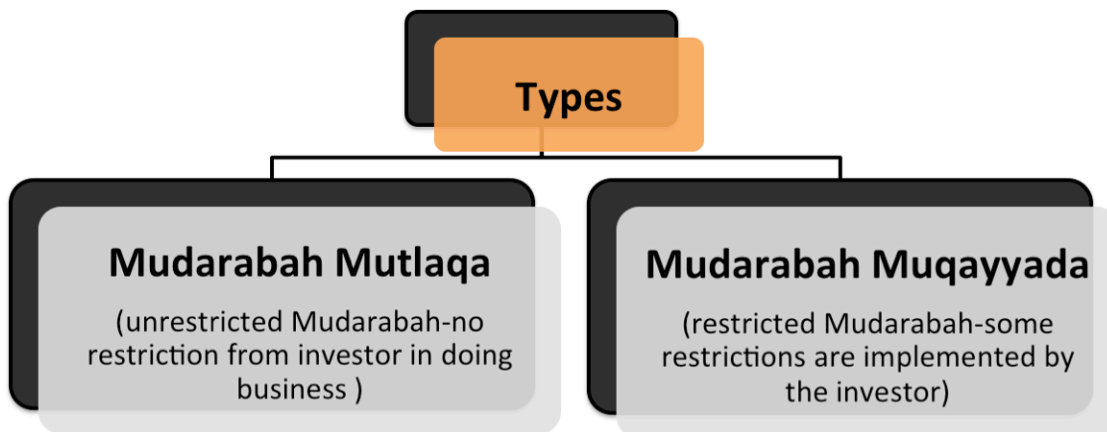 Types
Mudarabah Mutlaqa
(unrestricted Mudarabah-no
restriction from investor in doing
business )
Mudarabah Muqayyada
(restricted Mudarabah-some
restrictions are implemented by
the investor)